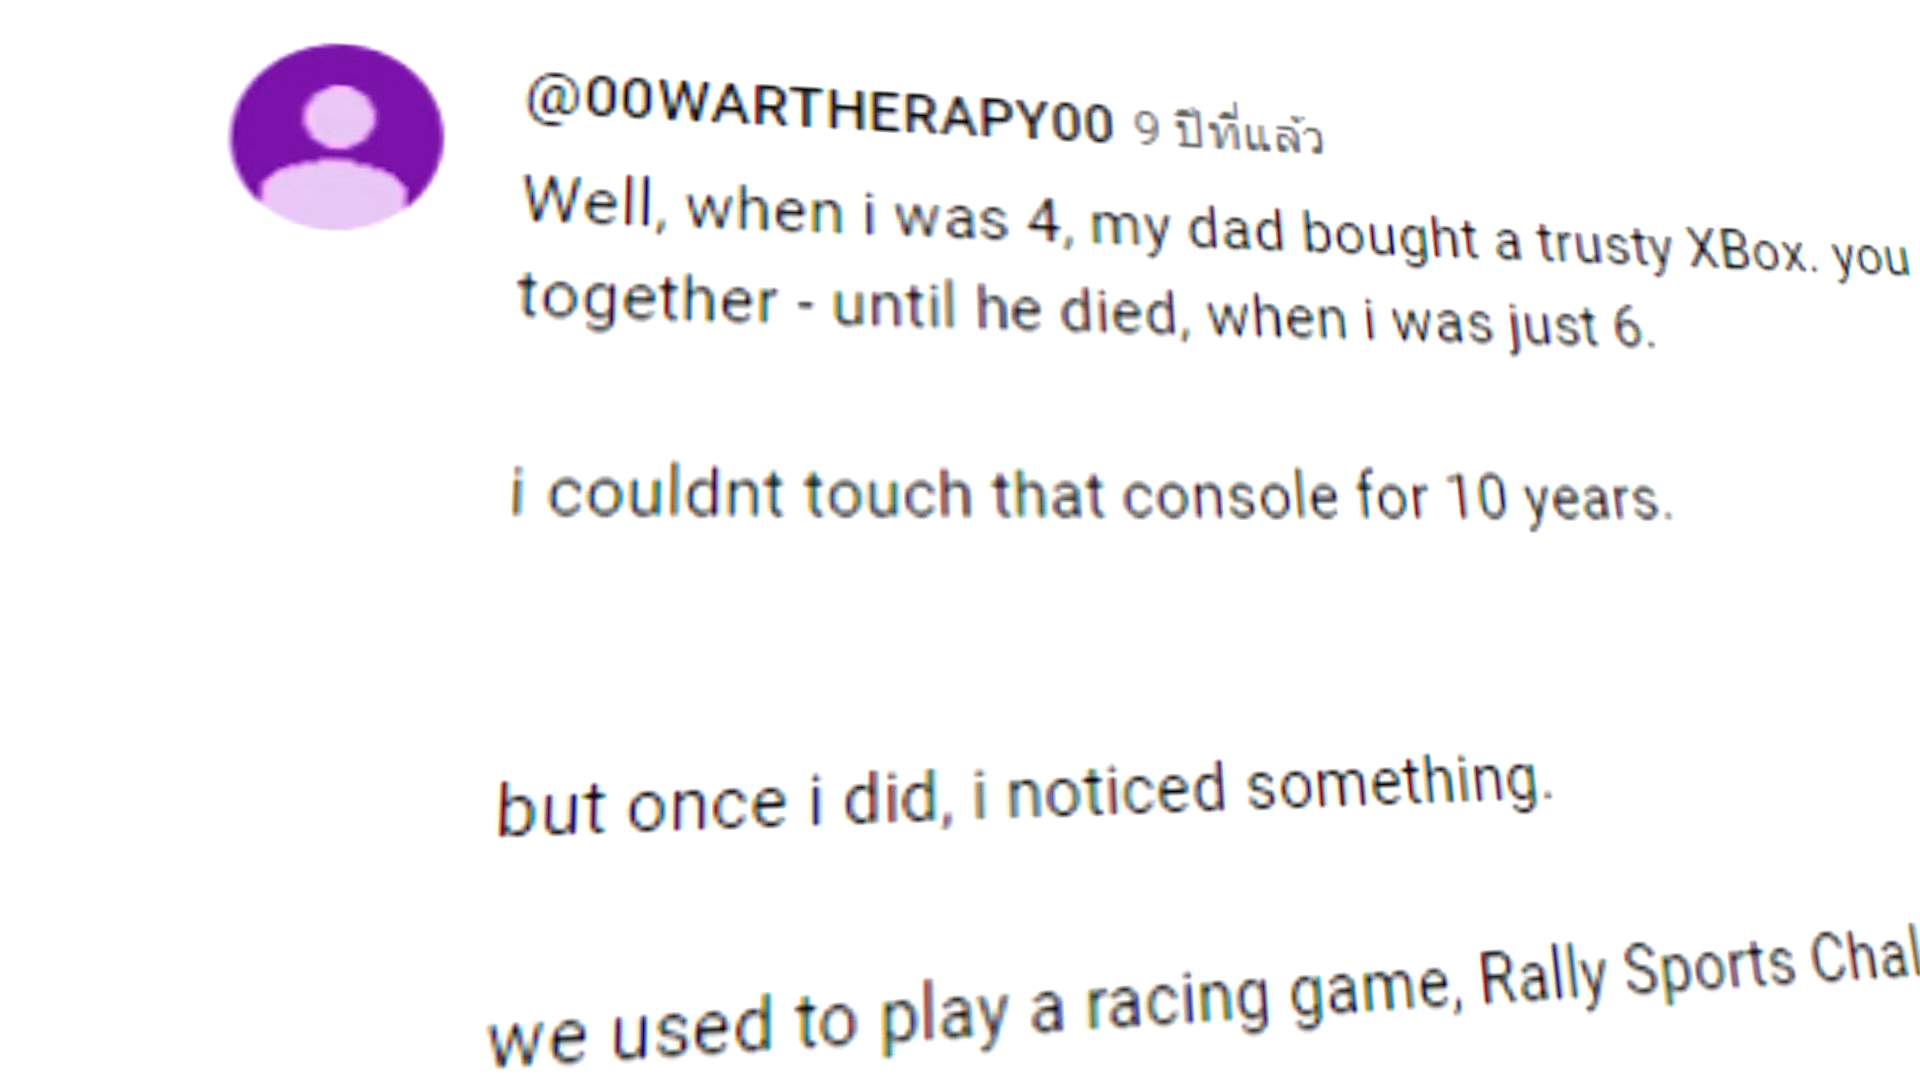 @00WARTHERAPY00 9 ปีที่แล้ว
Well, when i was 4, my dad bought a trusty XBox. you
together - until he died, when i was just 6.
i couldnt touch that console for 10 years.
but once i did, i noticed something.
we used to play a racing game, Rally Sports Chal